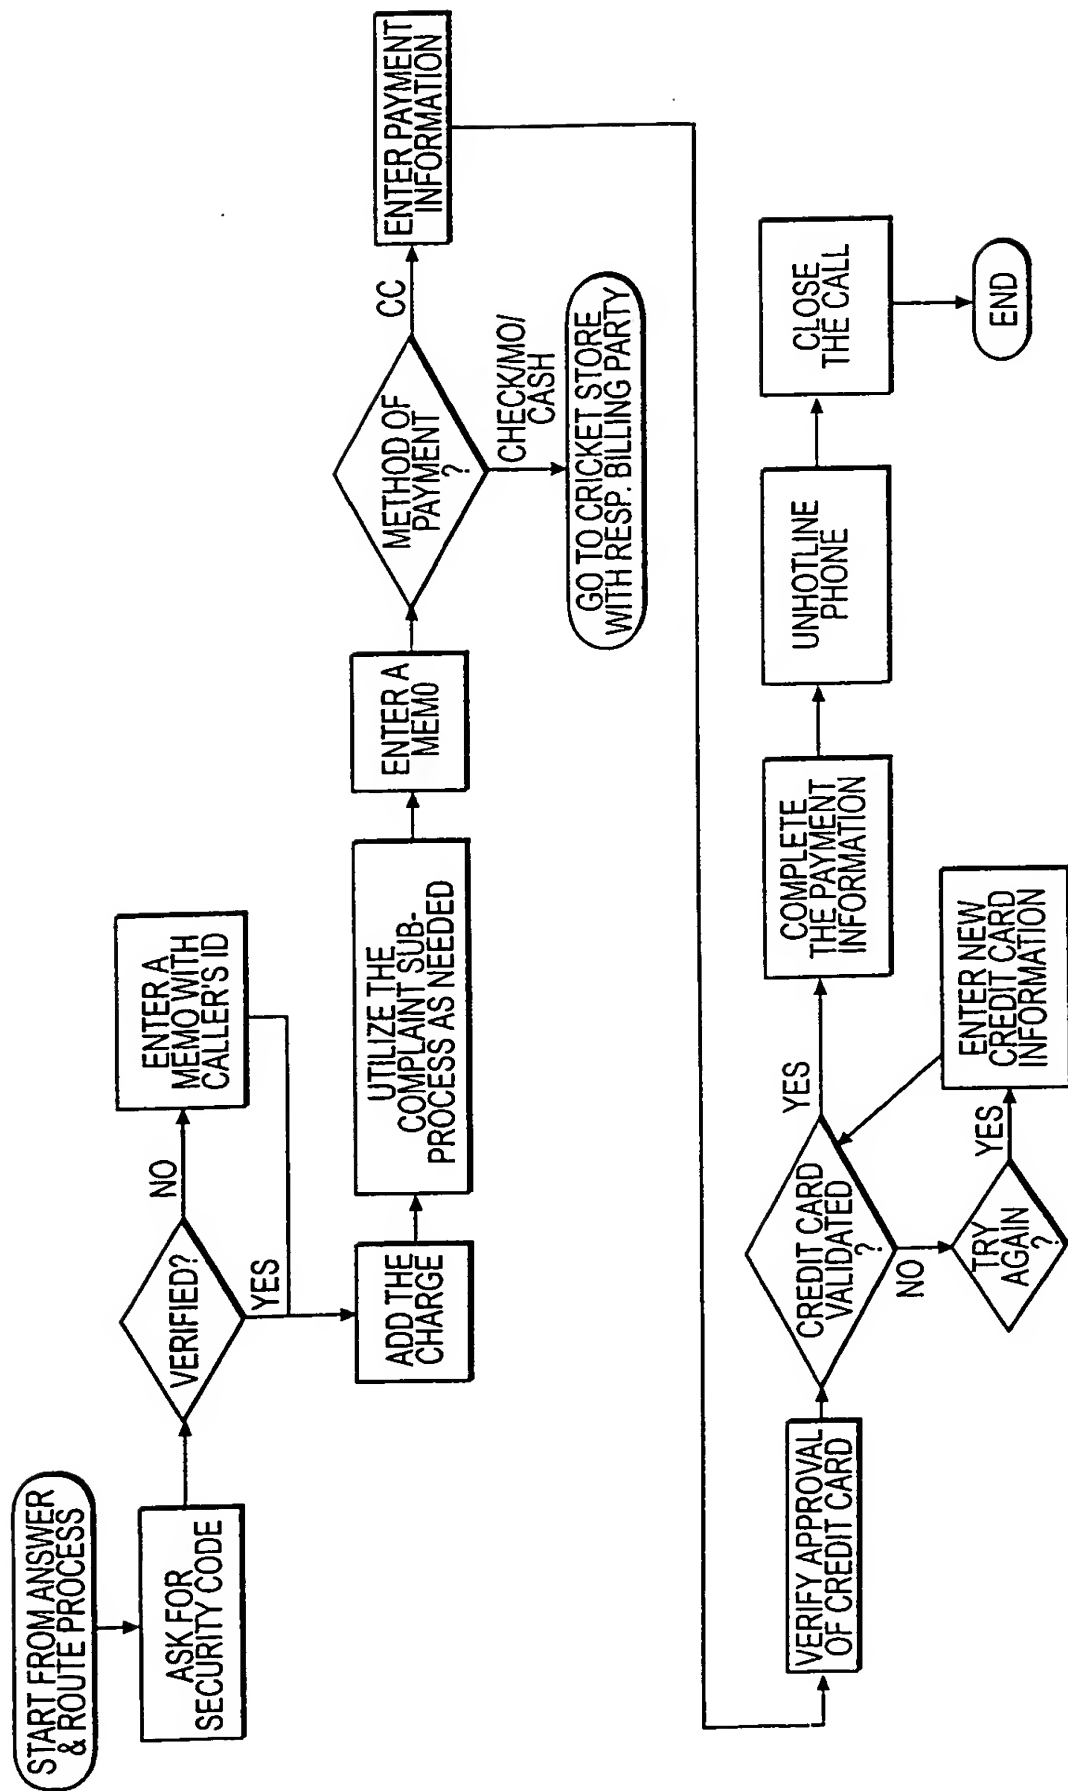 START FROM ANSWER
& ROUTE PROCESS
ASK FOR
SECURITY CODE
VERIFIED?
NO
ENTER A
MEMO WITH
CALLER'S ID
YES
ADD THE
CHARGE
UTILIZE THE
COMPLAINT SUB-
PROCESS AS NEEDED
ENTER A
MEMO
METHOD OF
PAYMENT
?
CC
ENTER PAYMENT
INFORMATION
CHECK/MO/
CASH
GO TO CRICKET STORE
WITH RESP. BILLING PARTY
VERIFY APPROVAL
OF CREDIT CARD
CREDIT CARD
VALIDATED
?
YES
COMPLETE
THE PAYMENT
INFORMATION
UNHOTLINE
PHONE
CLOSE
THE CALL
END
NO
TRY
AGAIN
?
YES
ENTER NEW
CREDIT CARD
INFORMATION